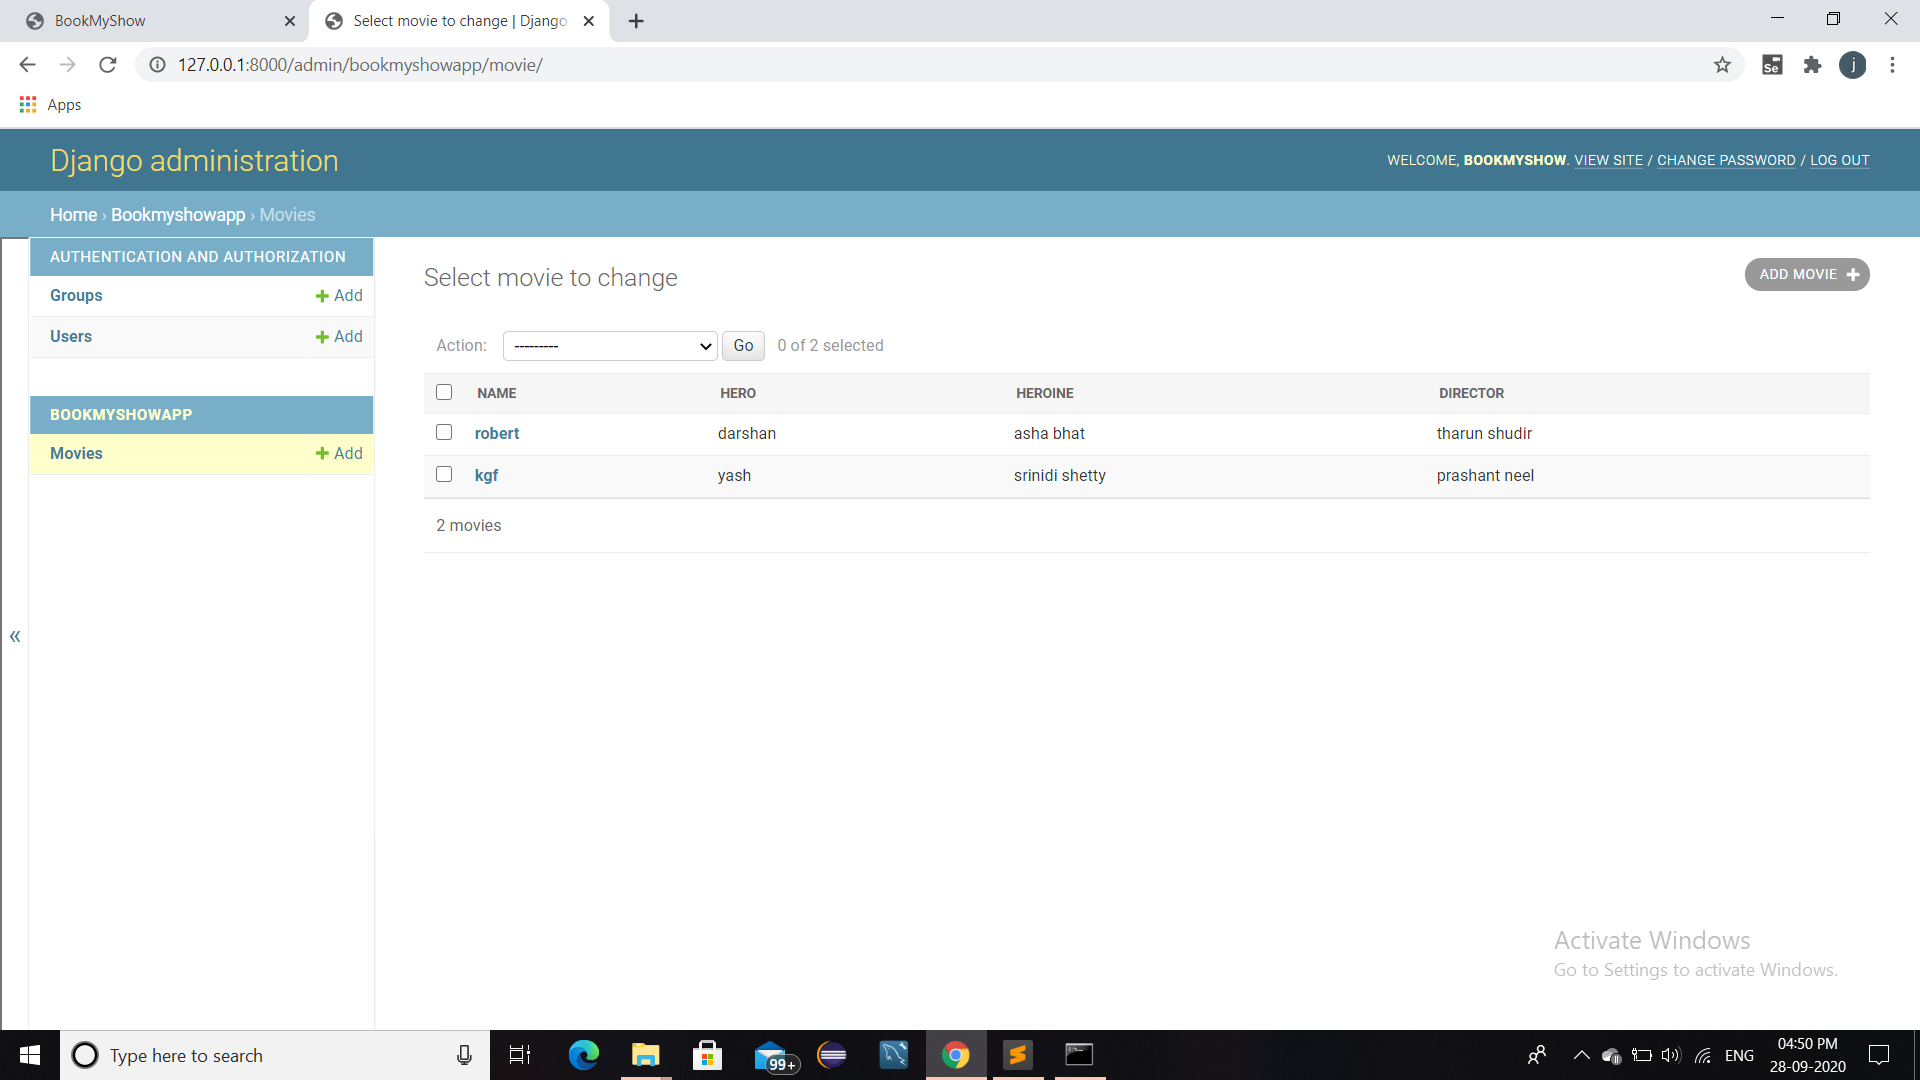 BookMyShow
Select movie to change | Django
127.0.0.1:8000/admin/bookmyshowapp/movie/
Se
j
Apps
Django administration
WELCOME, BOOKMYSHOW. VIEW SITE / CHANGE PASSWORD / LOG OUT
Home › Bookmyshowapp › Movies
AUTHENTICATION AND AUTHORIZATION
Groups + Add
Users + Add
BOOKMYSHOWAPP
Movies + Add
«
Select movie to change
ADD MOVIE +
Action: --------- Go 0 of 2 selected
NAME HERO HEROINE DIRECTOR
robert darshan asha bhat tharun shudir
kgf yash srinidi shetty prashant neel
2 movies
Activate Windows
Go to Settings to activate Windows.
Type here to search
99+
ENG
04:50 PM
28-09-2020